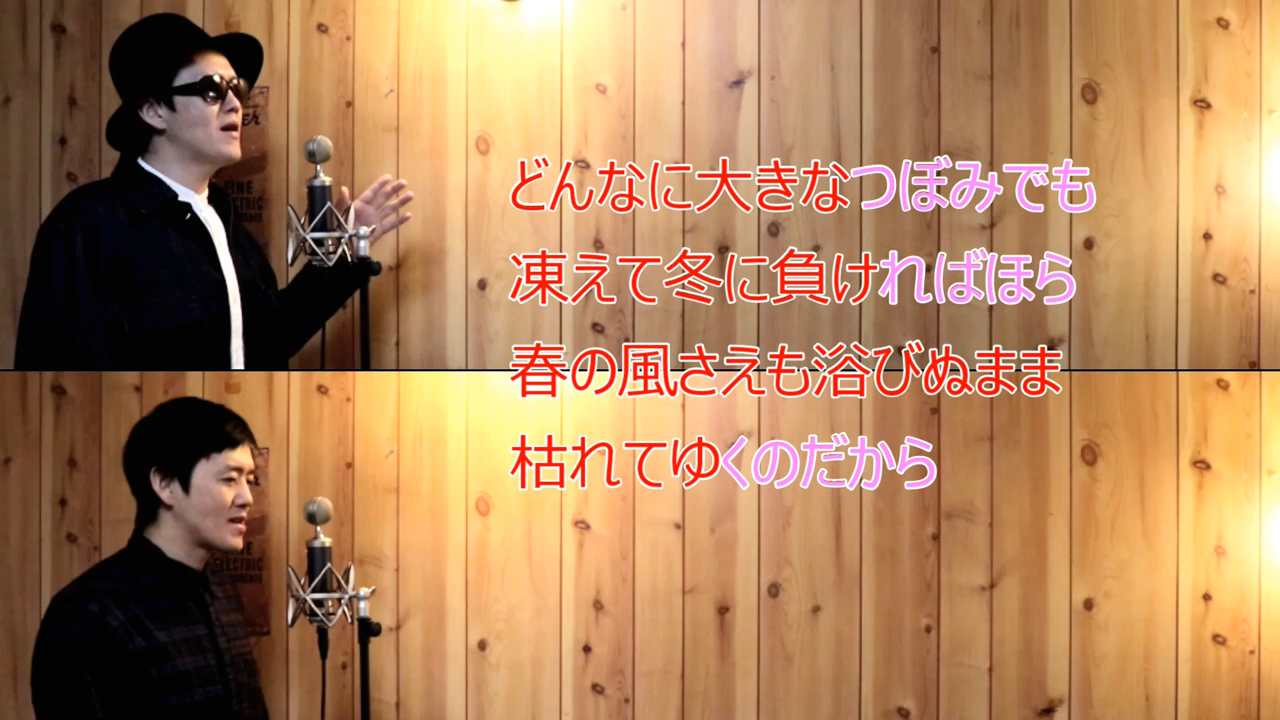 どんなに大きなつぼみでも
凍えて冬に負ければほら
春の風さえも浴びぬまま
枯れてゆくのだから
FINE
ELECTRIC